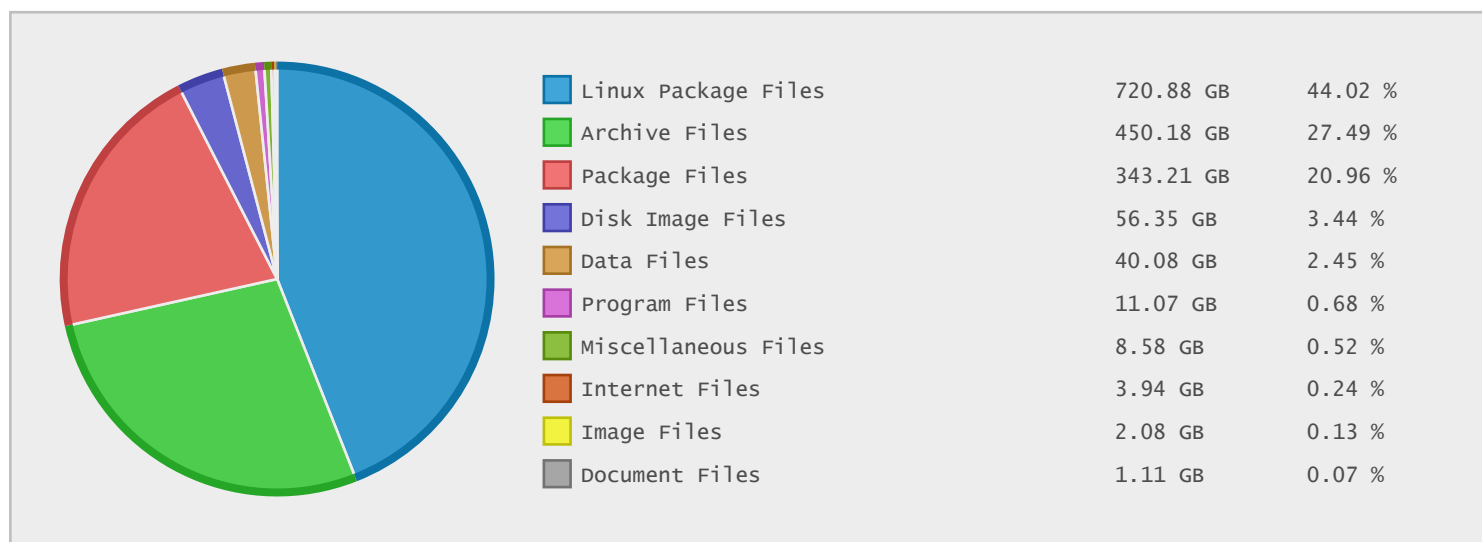 Linux Package Files 720.88 GB 44.02 %
Archive Files 450.18 GB 27.49 %
Package Files 343.21 GB 20.96 %
Disk Image Files 56.35 GB 3.44 %
Data Files 40.08 GB 2.45 %
Program Files 11.07 GB 0.68 %
Miscellaneous Files 8.58 GB 0.52 %
Internet Files 3.94 GB 0.24 %
Image Files 2.08 GB 0.13 %
Document Files 1.11 GB 0.07 %